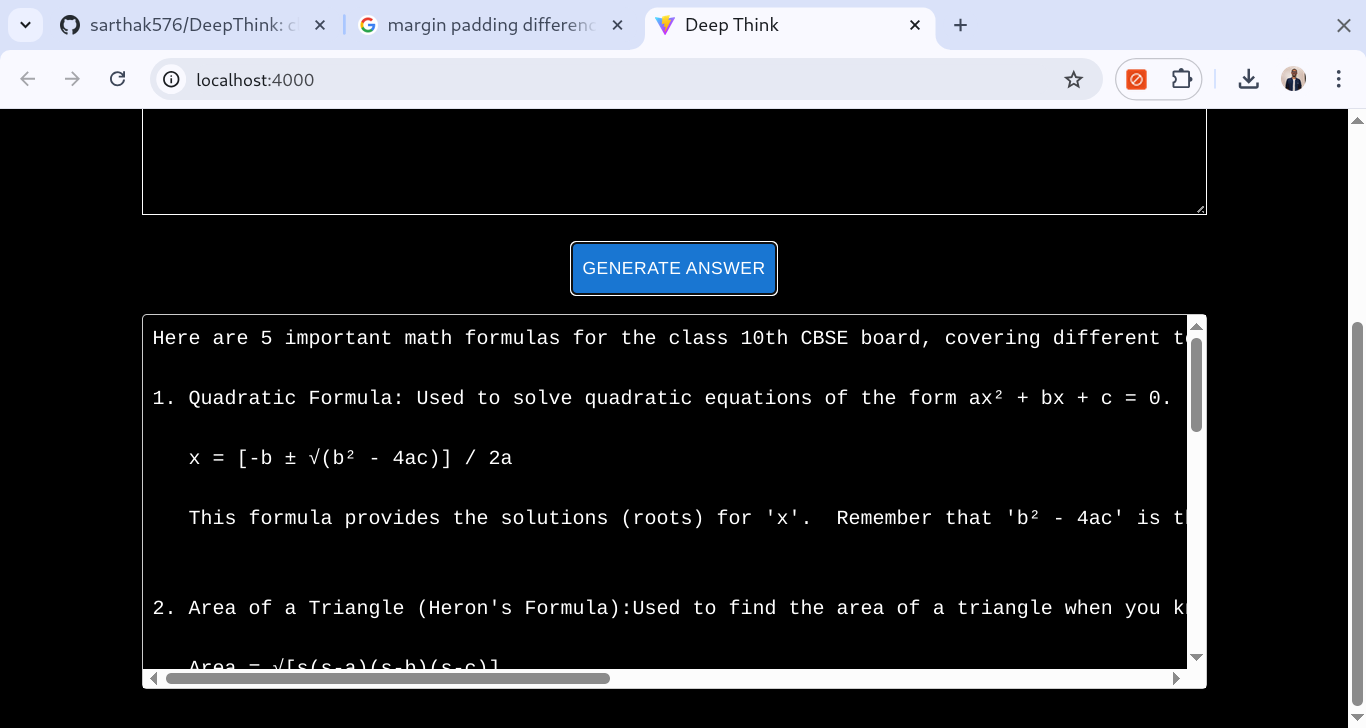 sarthak576/DeepThink: c
margin padding differenc
Deep Think
localhost:4000
GENERATE ANSWER
Here are 5 important math formulas for the class 10th CBSE board, covering different t
1. Quadratic Formula: Used to solve quadratic equations of the form ax² + bx + c = 0.
x = [-b ± √(b² - 4ac)] / 2a
This formula provides the solutions (roots) for 'x'.  Remember that 'b² - 4ac' is t
2. Area of a Triangle (Heron's Formula):Used to find the area of a triangle when you k
Area = √[s(s-a)(s-b)(s-c)]